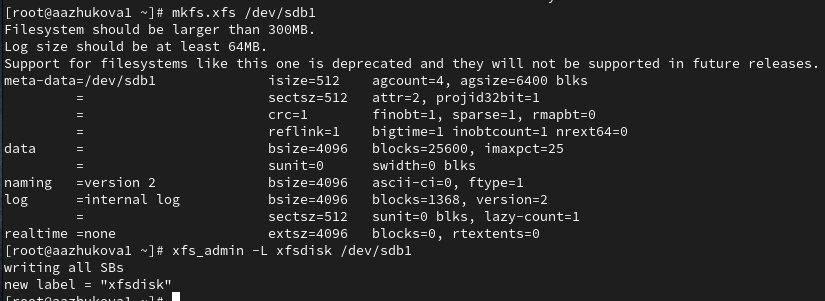 [root@aazhukova1 ~]# mkfs.xfs /dev/sdb1
Filesystem should be larger than 300MB.
Log size should be at least 64MB.
Support for filesystems like this one is deprecated and they will not be supported in future releases.
meta-data=/dev/sdb1              isize=512    agcount=4, agsize=6400 blks
         =                       sectsz=512   attr=2, projid32bit=1
         =                       crc=1        finobt=1, sparse=1, rmapbt=0
         =                       reflink=1    bigtime=1 inobtcount=1 nrext64=0
data     =                       bsize=4096   blocks=25600, imaxpct=25
         =                       sunit=0      swidth=0 blks
naming   =version 2              bsize=4096   ascii-ci=0, ftype=1
log      =internal log           bsize=4096   blocks=1368, version=2
         =                       sectsz=512   sunit=0 blks, lazy-count=1
realtime =none                   extsz=4096   blocks=0, rtextents=0
[root@aazhukova1 ~]# xfs_admin -L xfsdisk /dev/sdb1
writing all SBs
new label = "xfsdisk"
[root@aazhukova1 ~]#